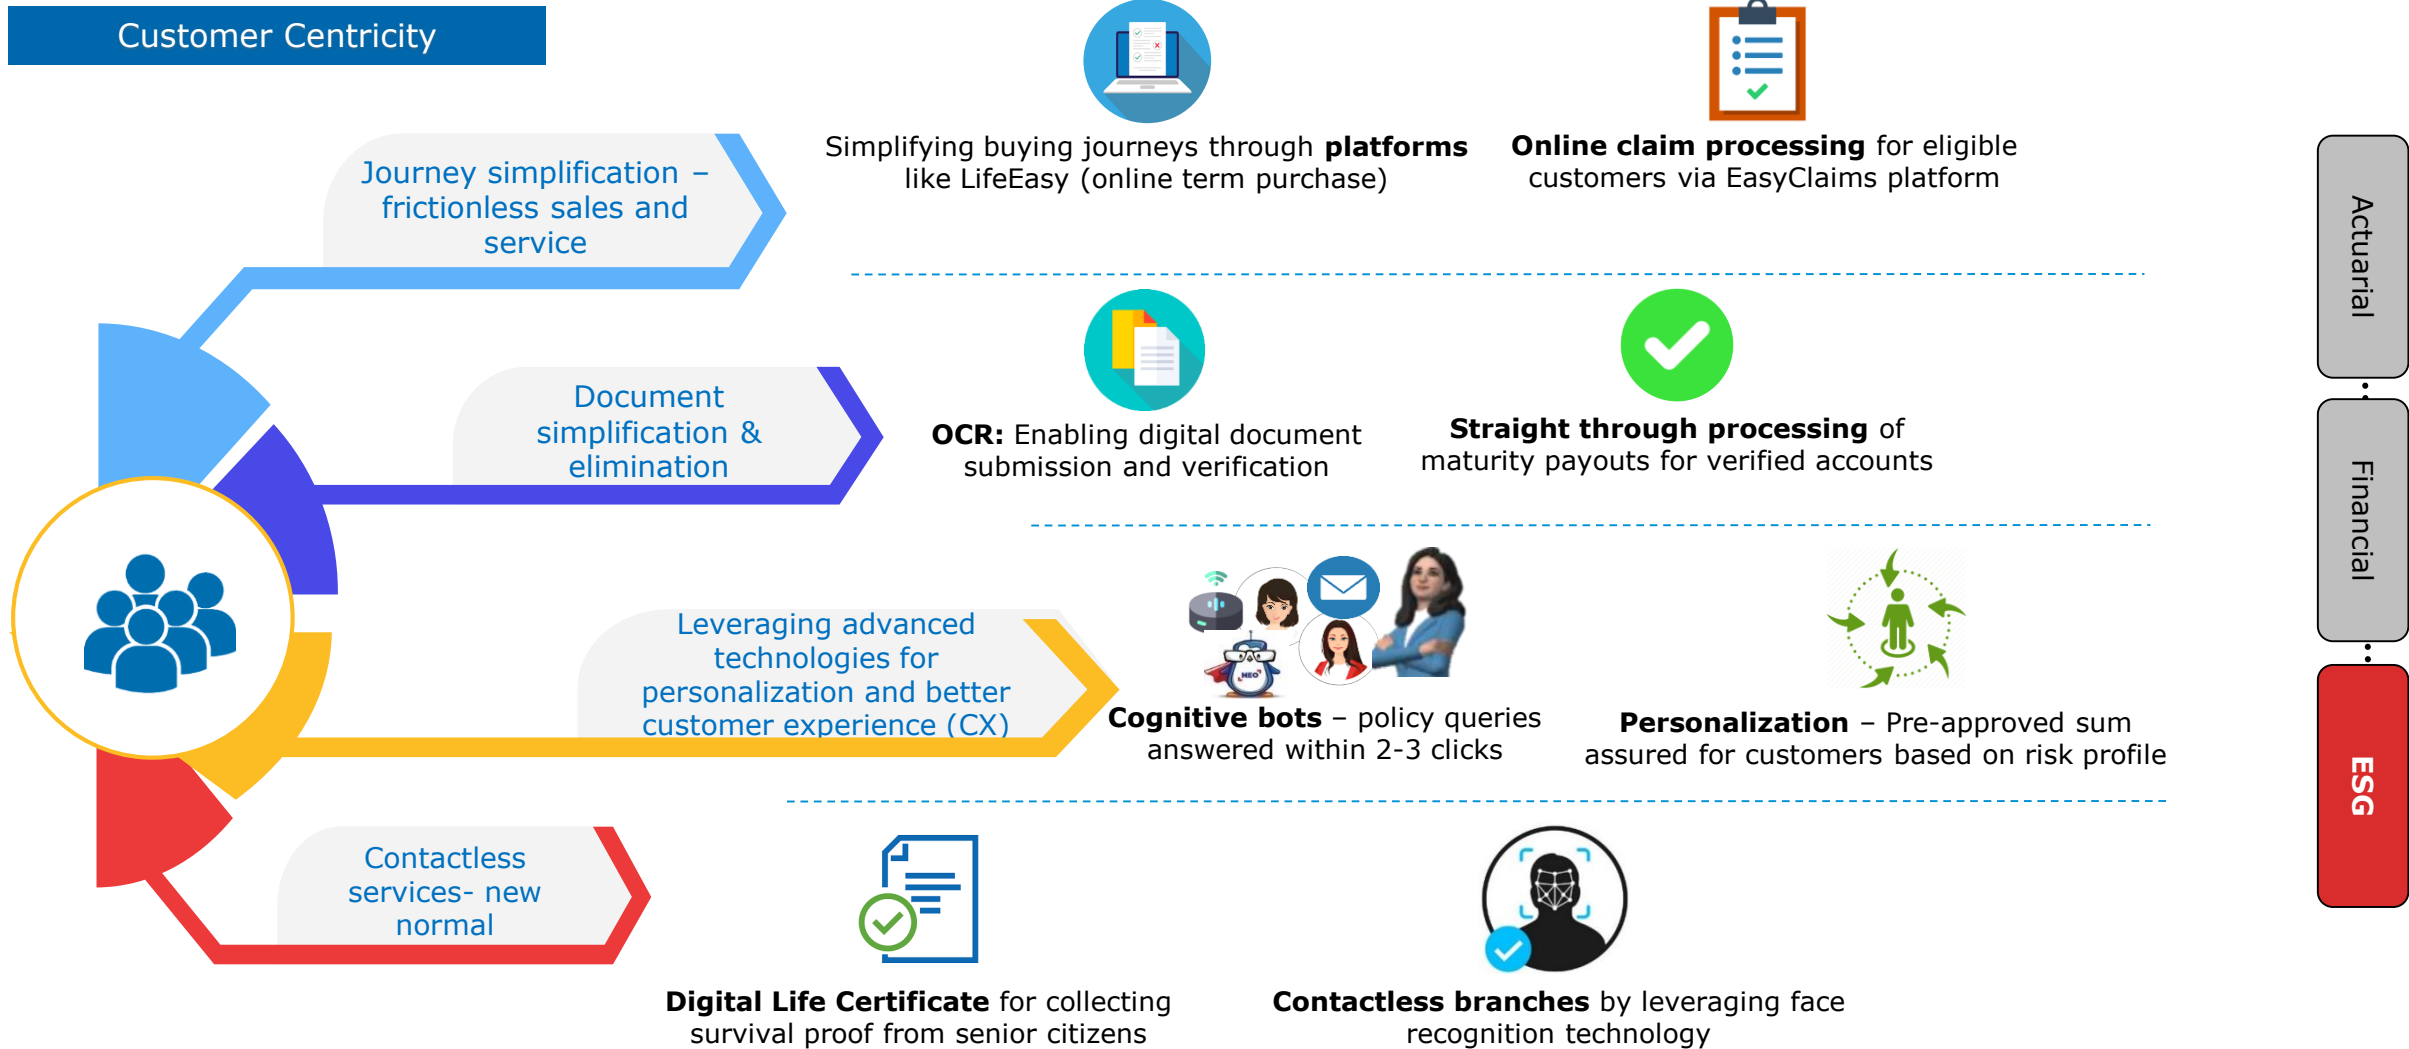 Customer Centricity
Journey simplification –
frictionless sales and
service
Simplifying buying journeys through platforms
like LifeEasy (online term purchase)
Online claim processing for eligible
customers via EasyClaims platform
Document
simplification &
elimination
OCR: Enabling digital document
submission and verification
Straight through processing of
maturity payouts for verified accounts
Leveraging advanced
technologies for
personalization and better
customer experience (CX)
NEO
Cognitive bots – policy queries
answered within 2-3 clicks
Personalization – Pre-approved sum
assured for customers based on risk profile
Contactless
services- new
normal
Digital Life Certificate for collecting
survival proof from senior citizens
Contactless branches by leveraging face
recognition technology
Actuarial
Financial
ESG